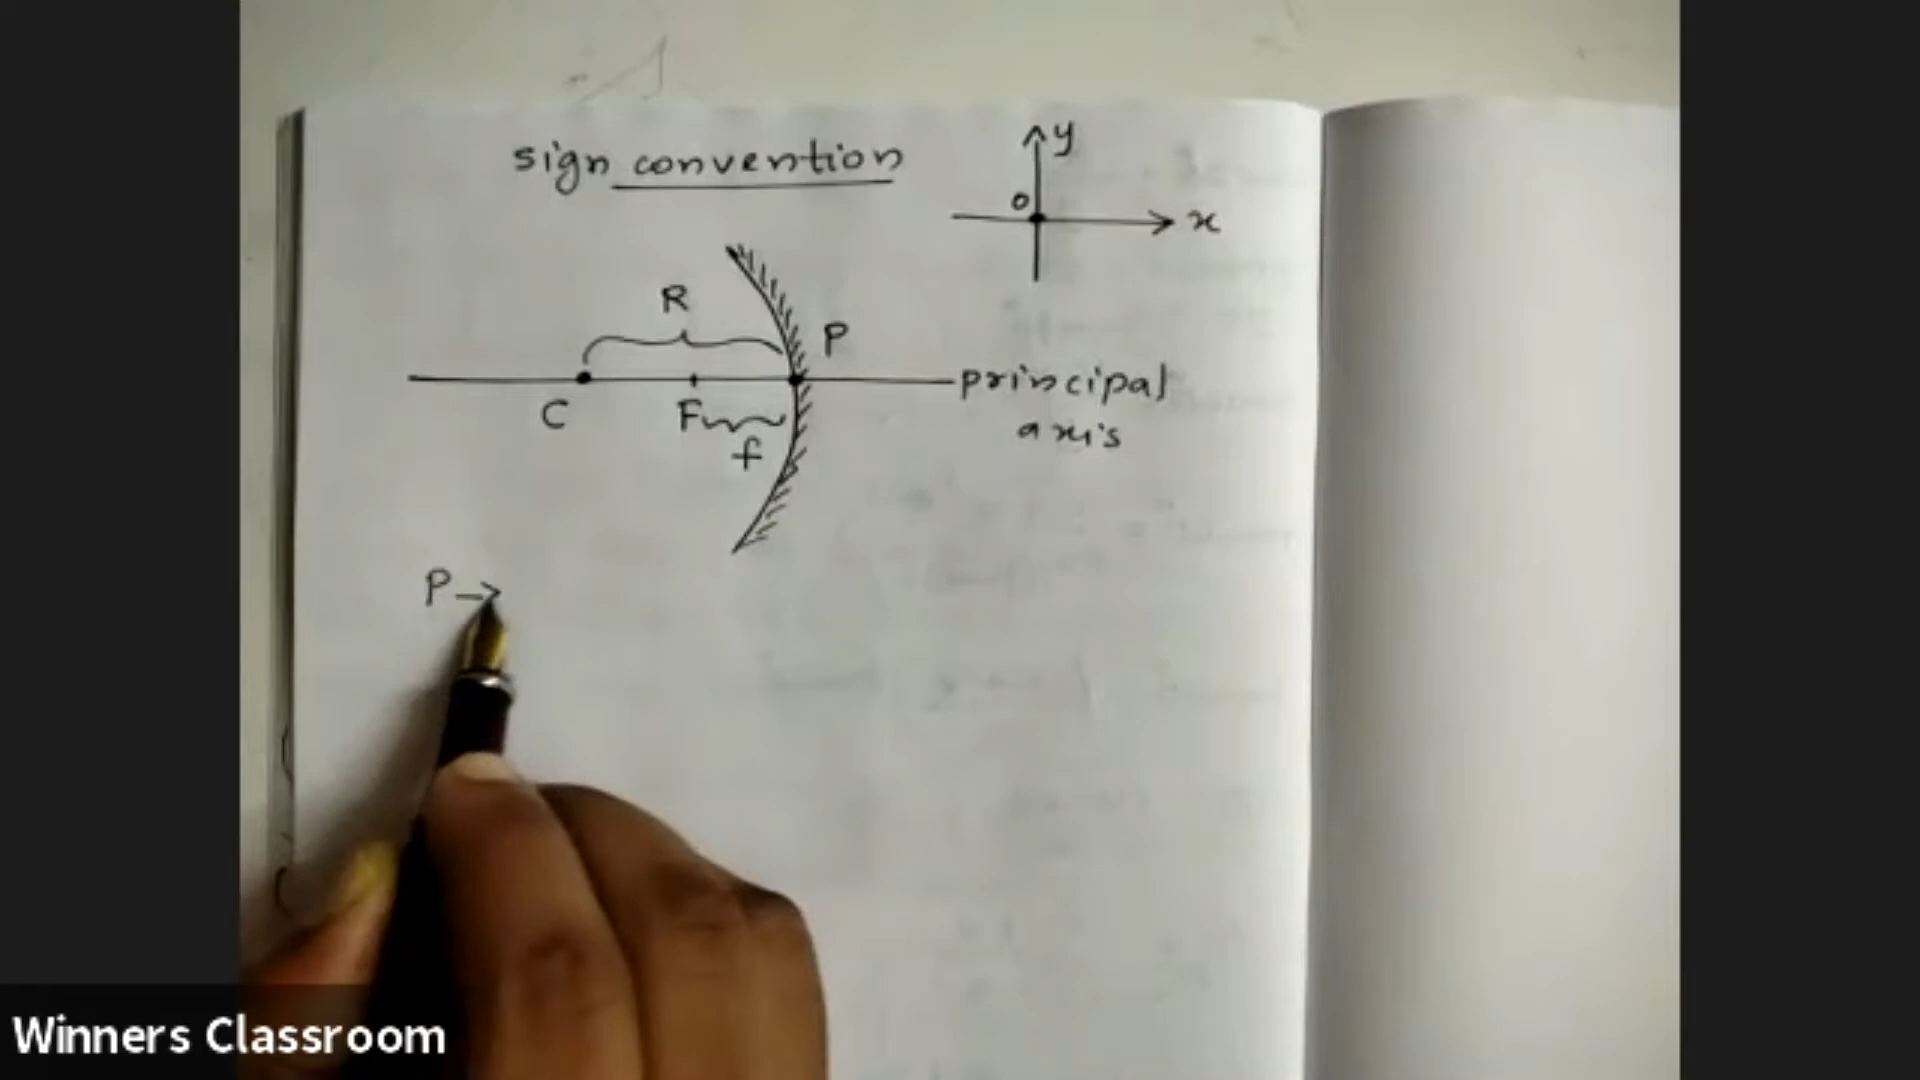 sign convention
y
O
x
R
P
C
F
f
principal
axis
P →
Winners Classroom